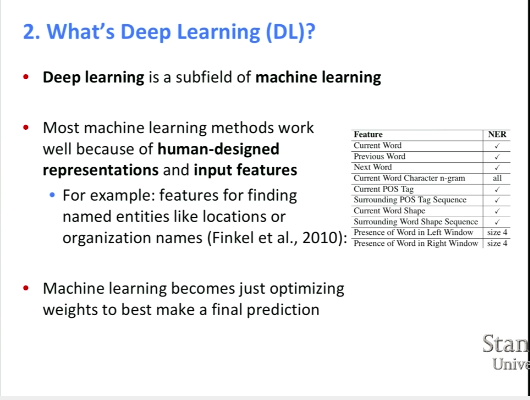 2. What's Deep Learning (DL)?
• Deep learning is a subfield of machine learning
• Most machine learning methods work
well because of human-designed
representations and input features
• For example: features for finding
named entities like locations or
organization names (Finkel et al., 2010):
Feature NER
Current Word ✓
Previous Word ✓
Next Word ✓
Current Word Character n-gram all
Current POS Tag ✓
Surrounding POS Tag Sequence ✓
Current Word Shape ✓
Surrounding Word Shape Sequence ✓
Presence of Word in Left Window size 4
Presence of Word in Right Window size 4
• Machine learning becomes just optimizing
weights to best make a final prediction
Stan
Unive